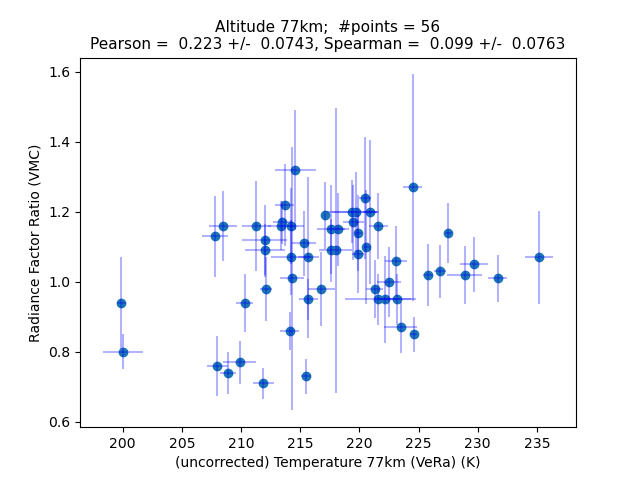 Altitude 77km;  #points = 56
Pearson =  0.223 +/-  0.0743, Spearman =  0.099 +/-  0.0763
1.6
1.4
1.2
1.0
0.8
0.6
Radiance Factor Ratio (VMC)
200 205 210 215 220 225 230 235
(uncorrected) Temperature 77km (VeRa) (K)